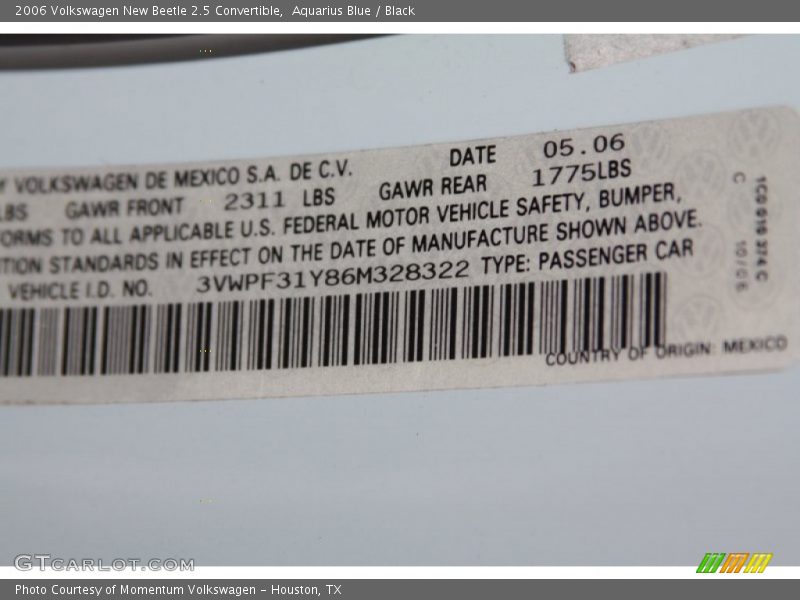 2006 Volkswagen New Beetle 2.5 Convertible,  Aquarius Blue / Black
Y VOLKSWAGEN DE MEXICO S.A. DE C.V. DATE 05.06
LBS GAWR FRONT 2311 LBS GAWR REAR 1775LBS
FORMS TO ALL APPLICABLE U.S. FEDERAL MOTOR VEHICLE SAFETY, BUMPER,
TION STANDARDS IN EFFECT ON THE DATE OF MANUFACTURE SHOWN ABOVE.
VEHICLE I.D. NO. 3VWPF31Y86M328322 TYPE: PASSENGER CAR
COUNTRY OF ORIGIN: MEXICO
C
10/06
GTcarlot.com
Photo Courtesy of Momentum Volkswagen – Houston, TX